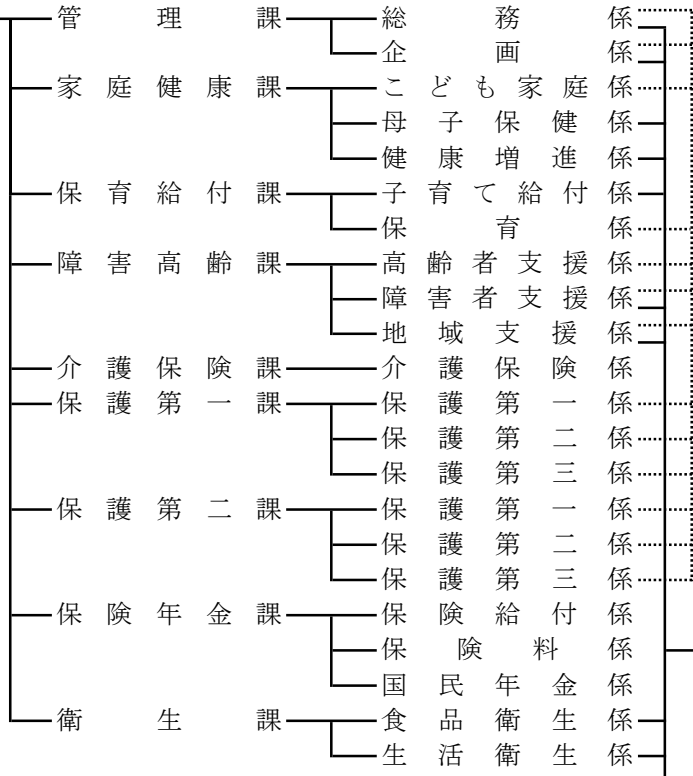 管理課 総務係
企画係
家庭健康課 こども家庭係
母子保健係
健康増進係
保育給付課 子育て給付係
保育係
障害高齢課 高齢者支援係
障害者支援係
地域支援係
介護保険課 介護保険係
保護第一課 保護第一係
保護第二係
保護第三係
保護第二課 保護第一係
保護第二係
保護第三係
保険年金課 保険給付係
保険料係
国民年金係
衛生課 食品衛生係
生活衛生係